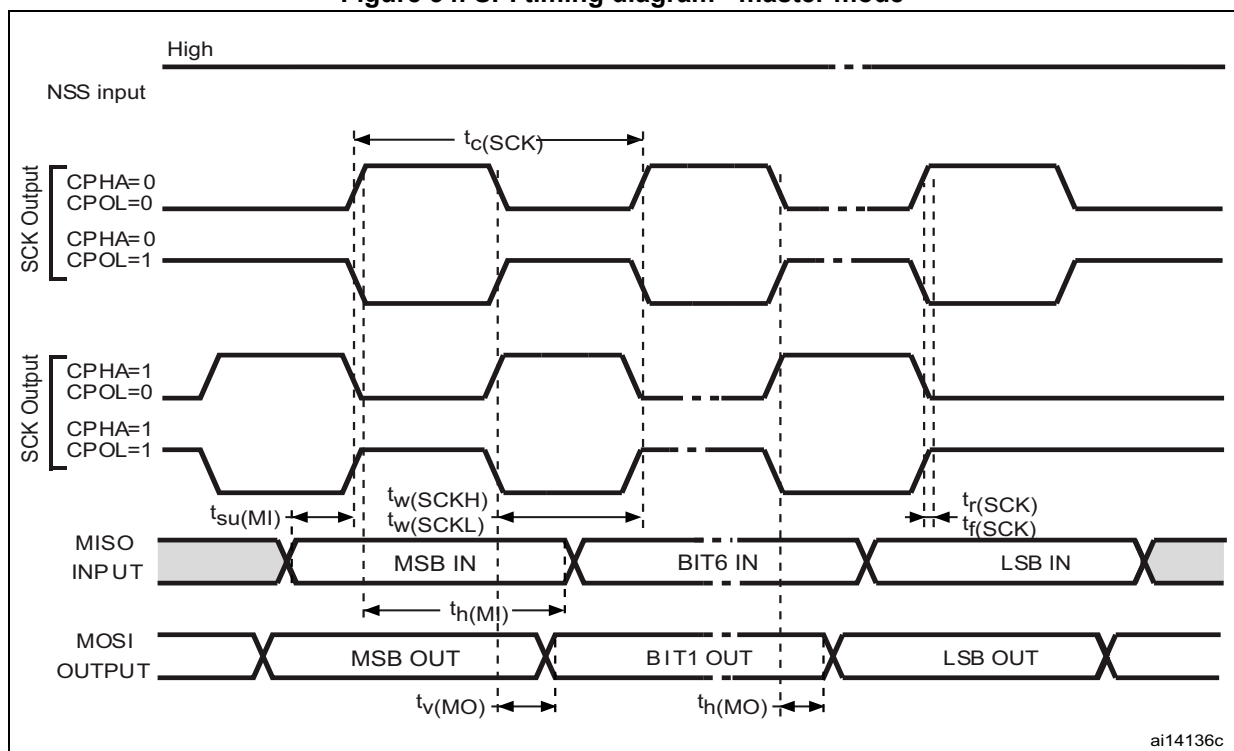 Figure SPI timing diagram - master mode
High
NSS input
tc(SCK)
SCK Output
CPHA=0
CPOL=0
CPHA=0
CPOL=1
SCK Output
CPHA=1
CPOL=0
CPHA=1
CPOL=1
tsu(MI)
tw(SCKH)
tw(SCKL)
tr(SCK)
tf(SCK)
MISO
INPUT
MSB IN
BIT6 IN
LSB IN
th(MI)
MOSI
OUTPUT
MSB OUT
BIT1 OUT
LSB OUT
tv(MO)
th(MO)
ai14136c